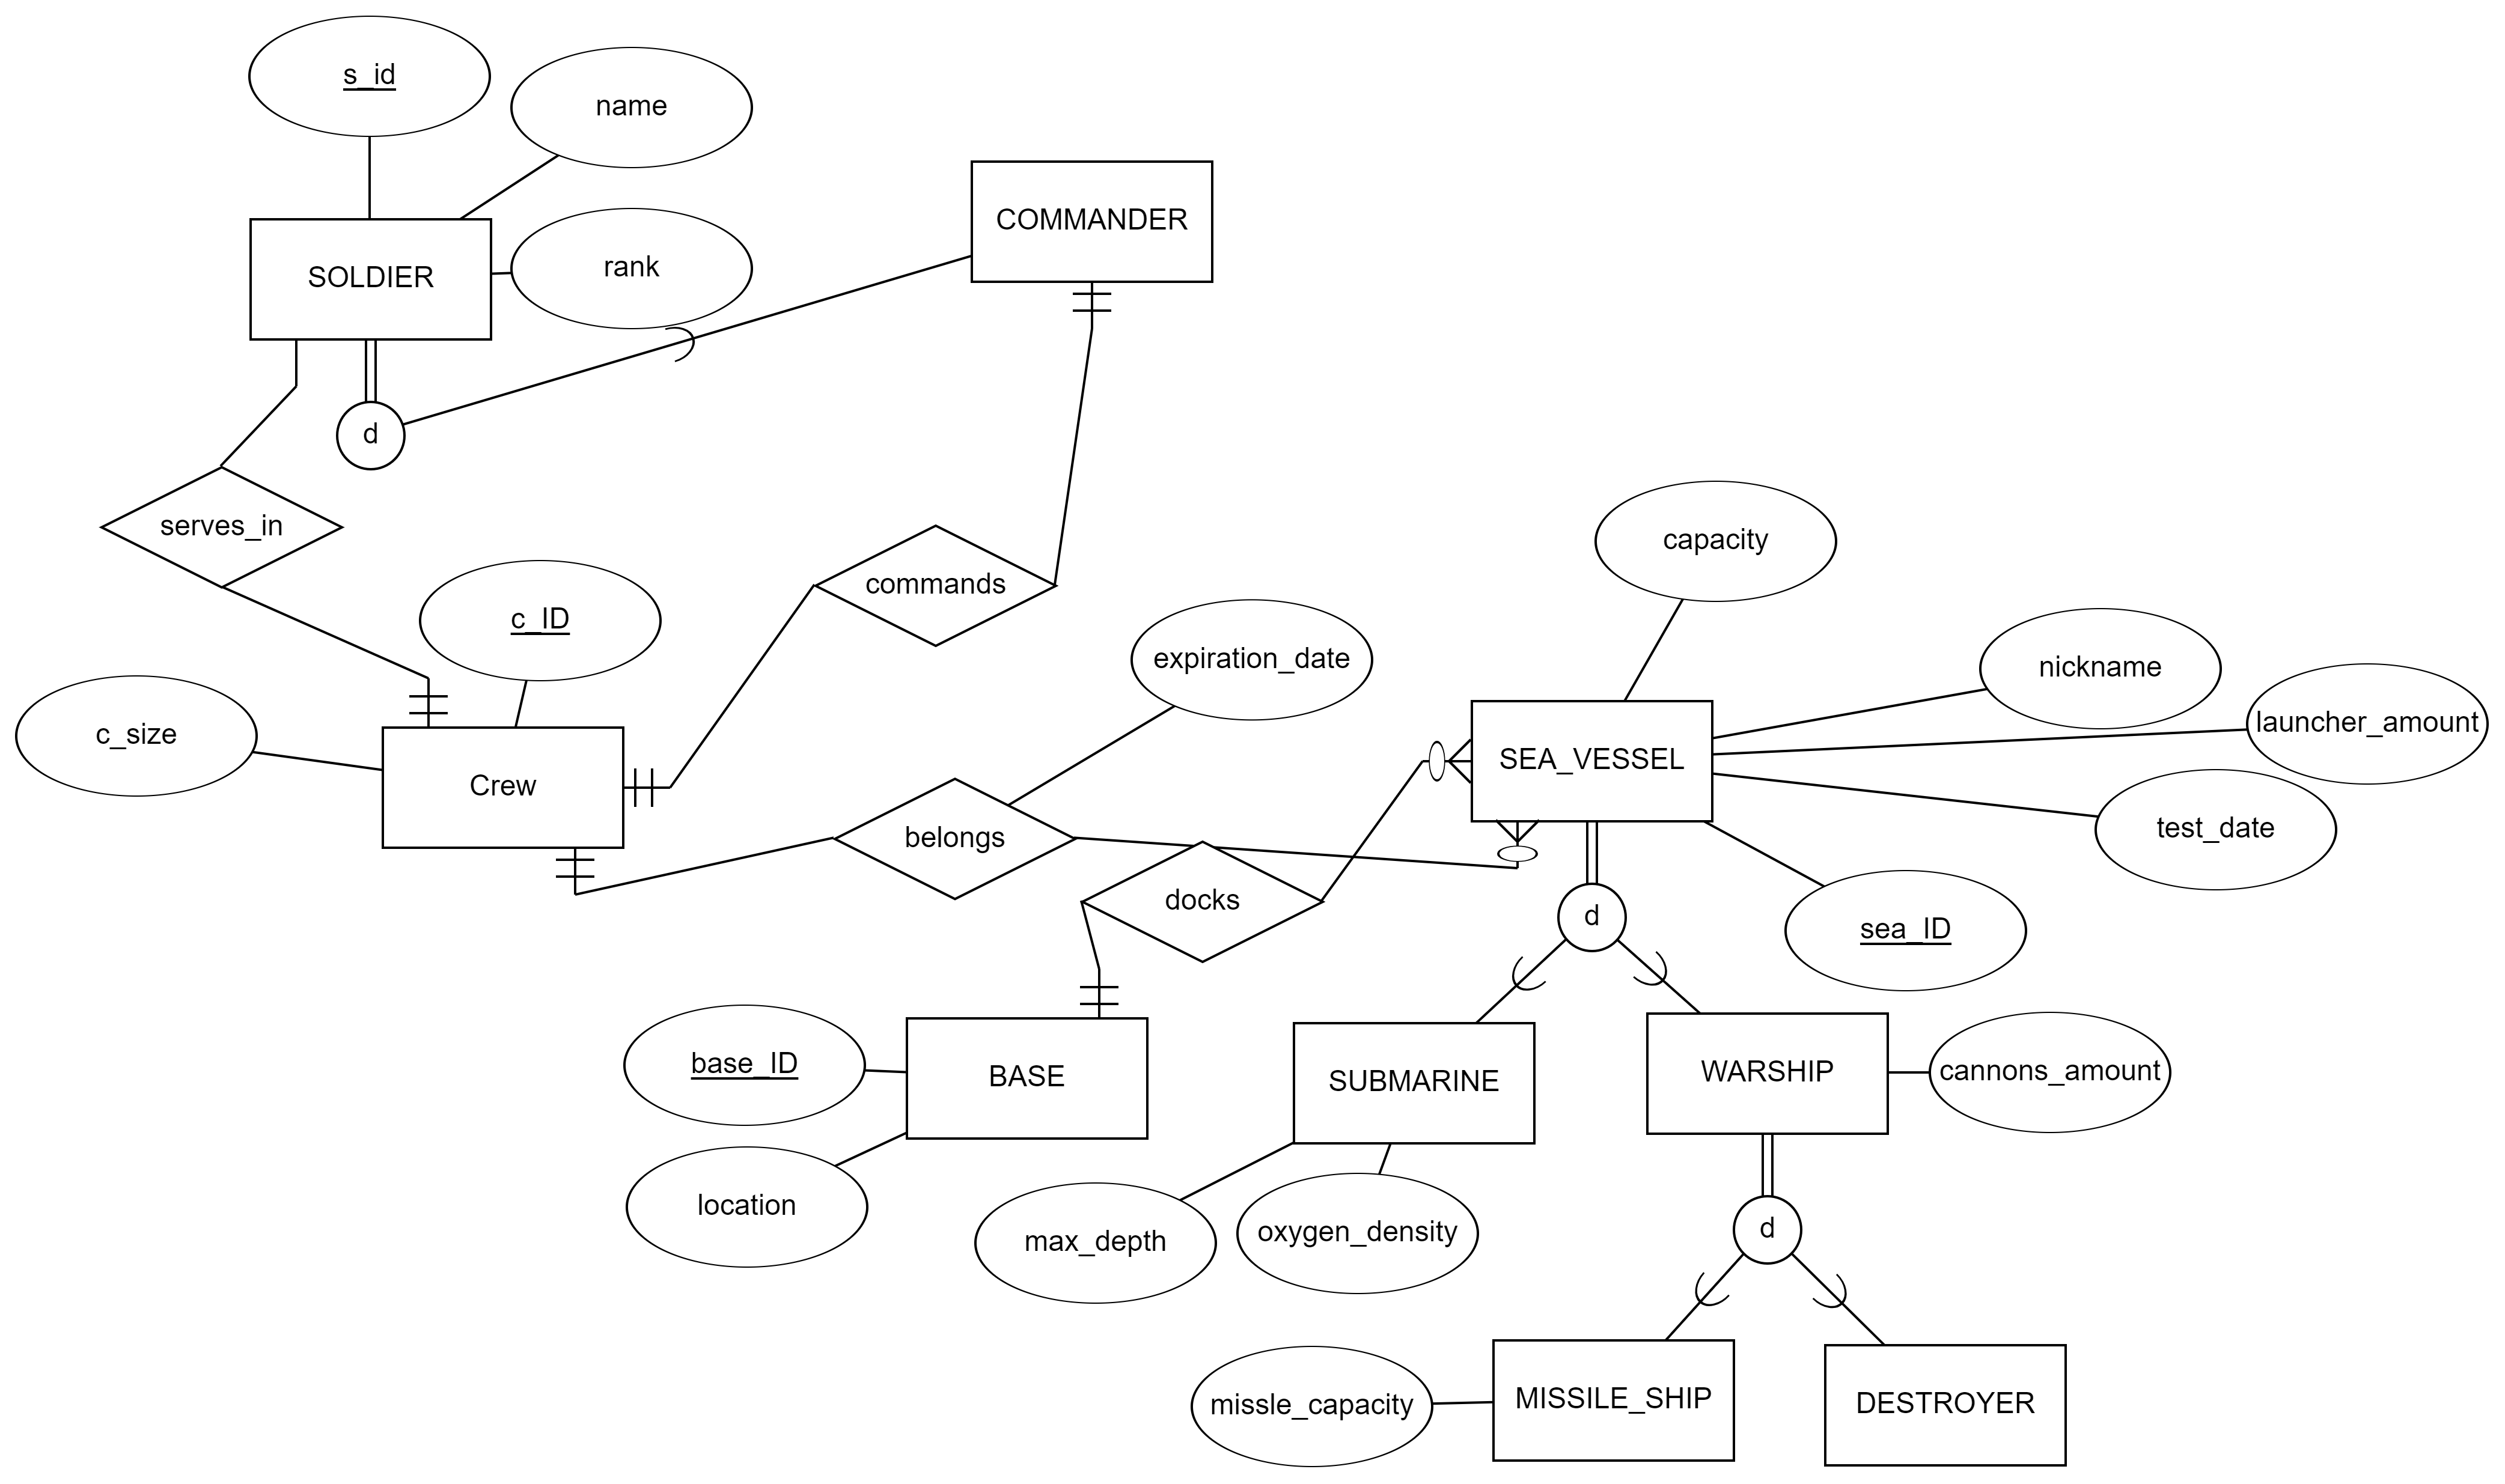 s_id
name
COMMANDER
rank
SOLDIER
d
serves_in
capacity
commands
c_ID
expiration_date
nickname
launcher_amount
c_size
SEA_VESSEL
Crew
test_date
belongs
docks
d
sea_ID
base_ID
BASE
SUBMARINE
WARSHIP
cannons_amount
location
max_depth
oxygen_density
d
missle_capacity
MISSILE_SHIP
DESTROYER